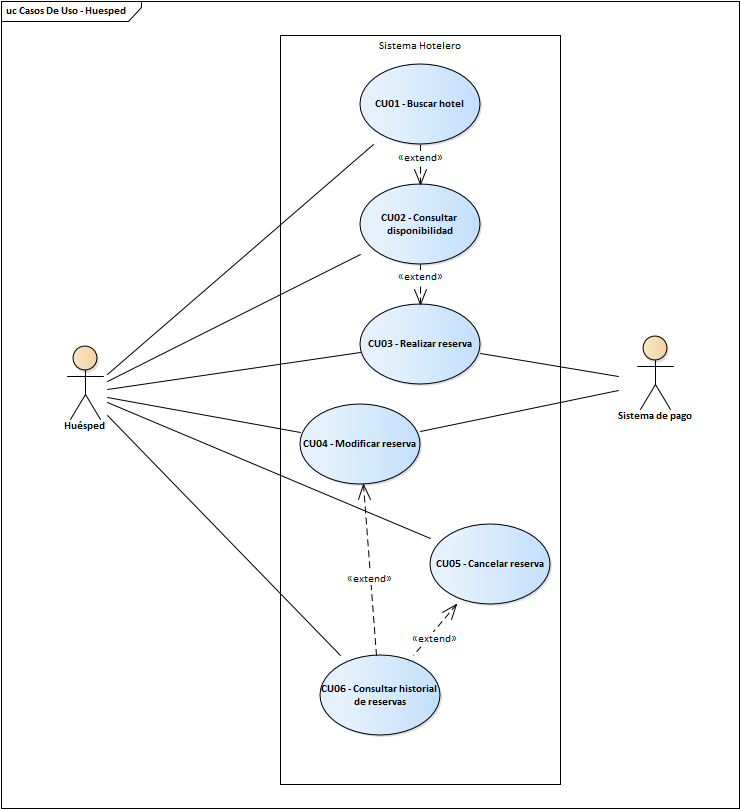 uc Casos De Uso - Huesped
Sistema Hotelero
CU01 - Buscar hotel
«extend»
CU02 - Consultar
disponibilidad
«extend»
CU03 - Realizar reserva
Huésped
Sistema de pago
CU04 - Modificar reserva
CU05 - Cancelar reserva
«extend»
«extend»
CU06 - Consultar historial
de reservas